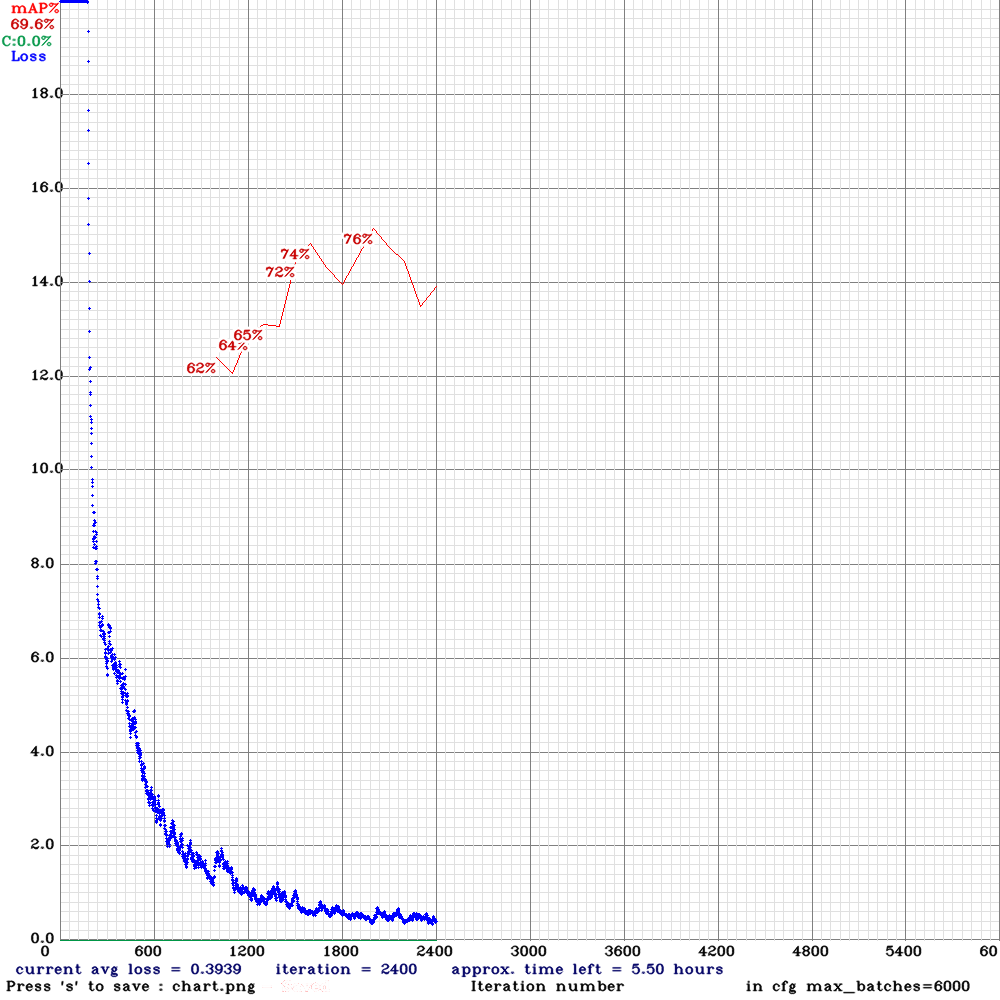 mAP%
69.6%
C:0.0%
Loss
18.0
16.0
76%
74%
72%
14.0
65%
64%
62%
12.0
10.0
8.0
6.0
4.0
2.0
0.0
0 600 1200 1800 2400 3000 3600 4200 4800 5400 60
current avg loss = 0.3939 iteration = 2400 approx. time left = 5.50 hours
Press 's' to save : chart.png Iteration number in cfg max_batches=6000